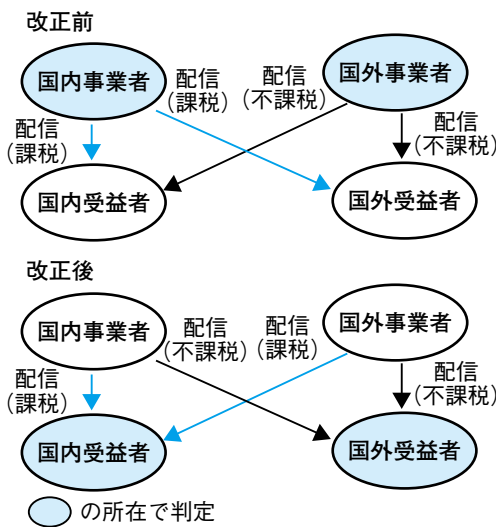 改正前
国内事業者
配信
(課税)
配信
(不課税)
国外事業者
配信
(課税)
配信
(不課税)
国内受益者
国外受益者
改正後
国内事業者
配信
(不課税)
配信
(課税)
国外事業者
配信
(課税)
配信
(不課税)
国内受益者
国外受益者
の所在で判定